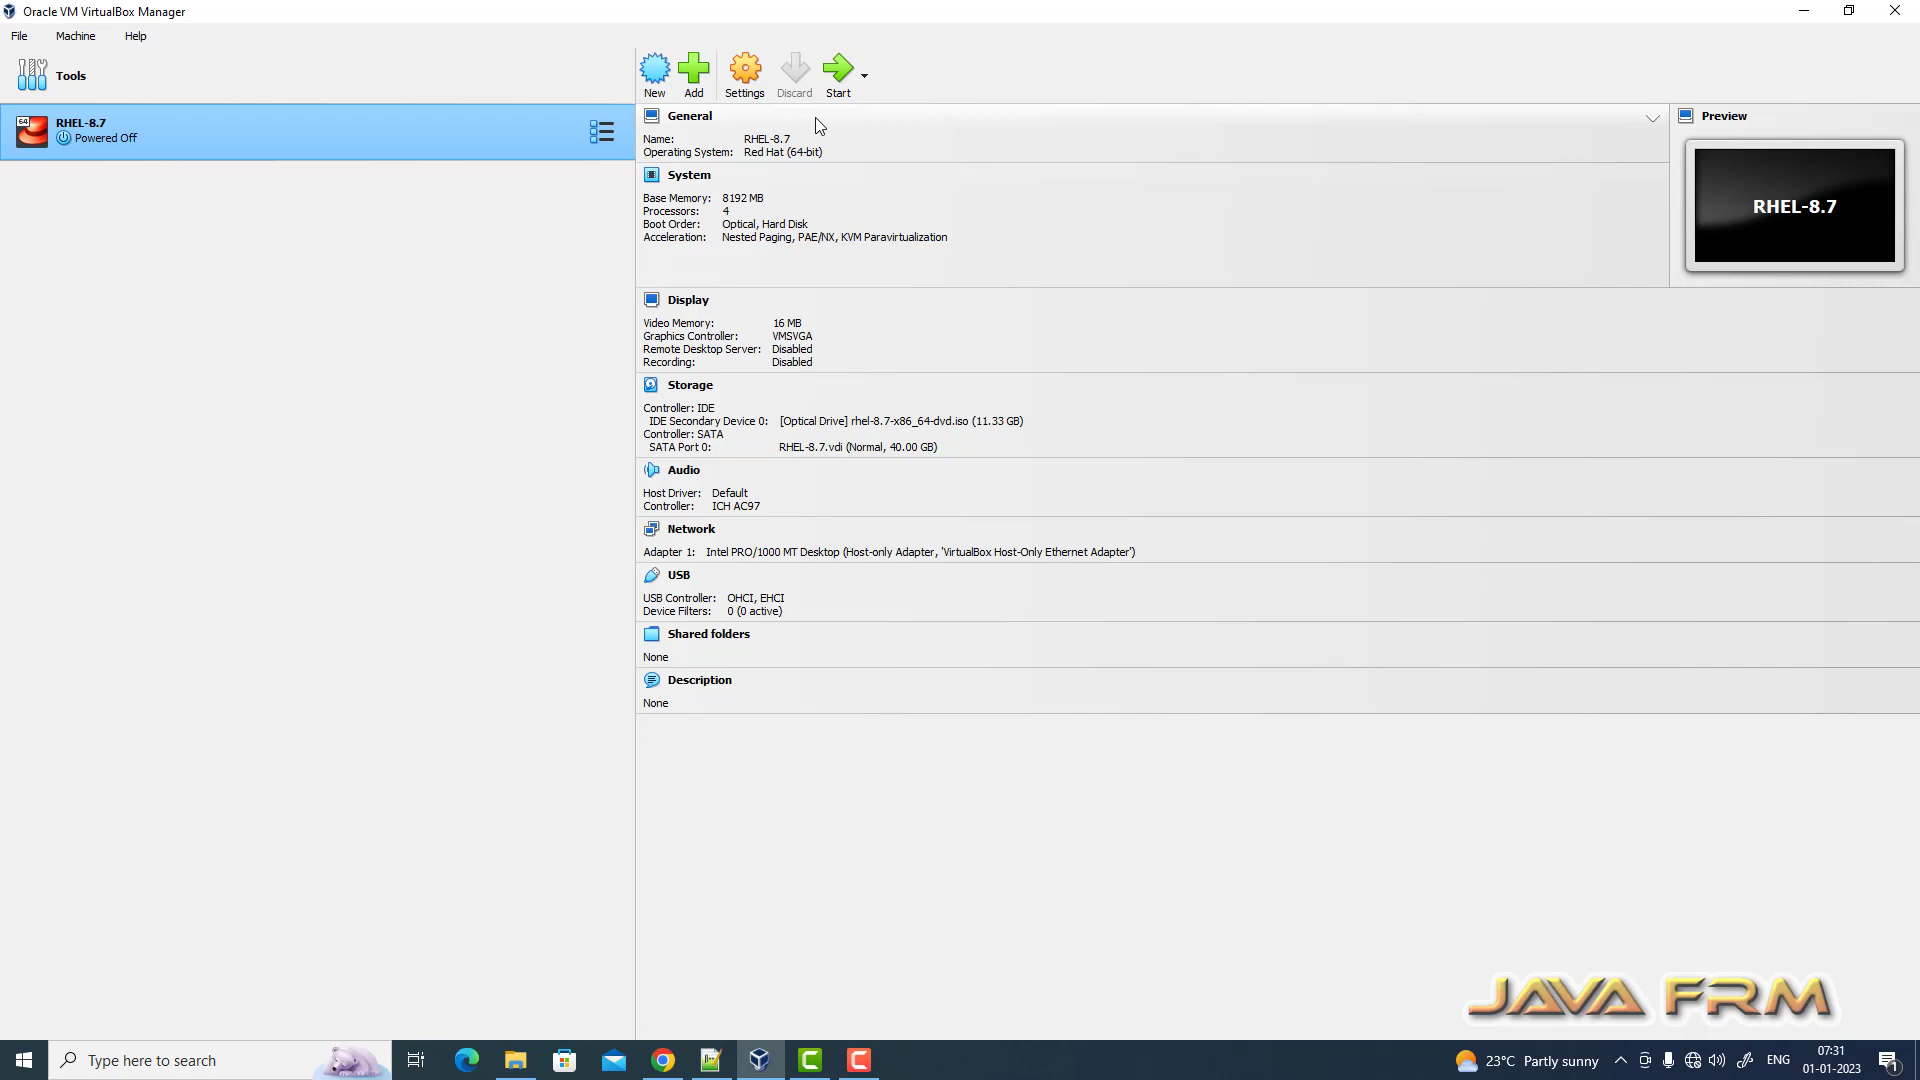 Oracle VM VirtualBox Manager
File Machine Help
Tools
New Add Settings Discard Start
64
RHEL-8.7
Powered Off
General
Name: RHEL-8.7
Operating System: Red Hat (64-bit)
System
Base Memory: 8192 MB
Processors: 4
Boot Order: Optical, Hard Disk
Acceleration: Nested Paging, PAE/NX, KVM Paravirtualization
Preview
RHEL-8.7
Display
Video Memory: 16 MB
Graphics Controller: VMSVGA
Remote Desktop Server: Disabled
Recording: Disabled
Storage
Controller: IDE
IDE Secondary Device 0: [Optical Drive] rhel-8.7-x86_64-dvd.iso (11.33 GB)
Controller: SATA
SATA Port 0: RHEL-8.7.vdi (Normal, 40.00 GB)
Audio
Host Driver: Default
Controller: ICH AC97
Network
Adapter 1: Intel PRO/1000 MT Desktop (Host-only Adapter, 'VirtualBox Host-Only Ethernet Adapter')
USB
USB Controller: OHCI, EHCI
Device Filters: 0 (0 active)
Shared folders
None
Description
None
JAVA FRM
Type here to search
23°C Partly sunny
ENG
07:31
01-01-2023
1